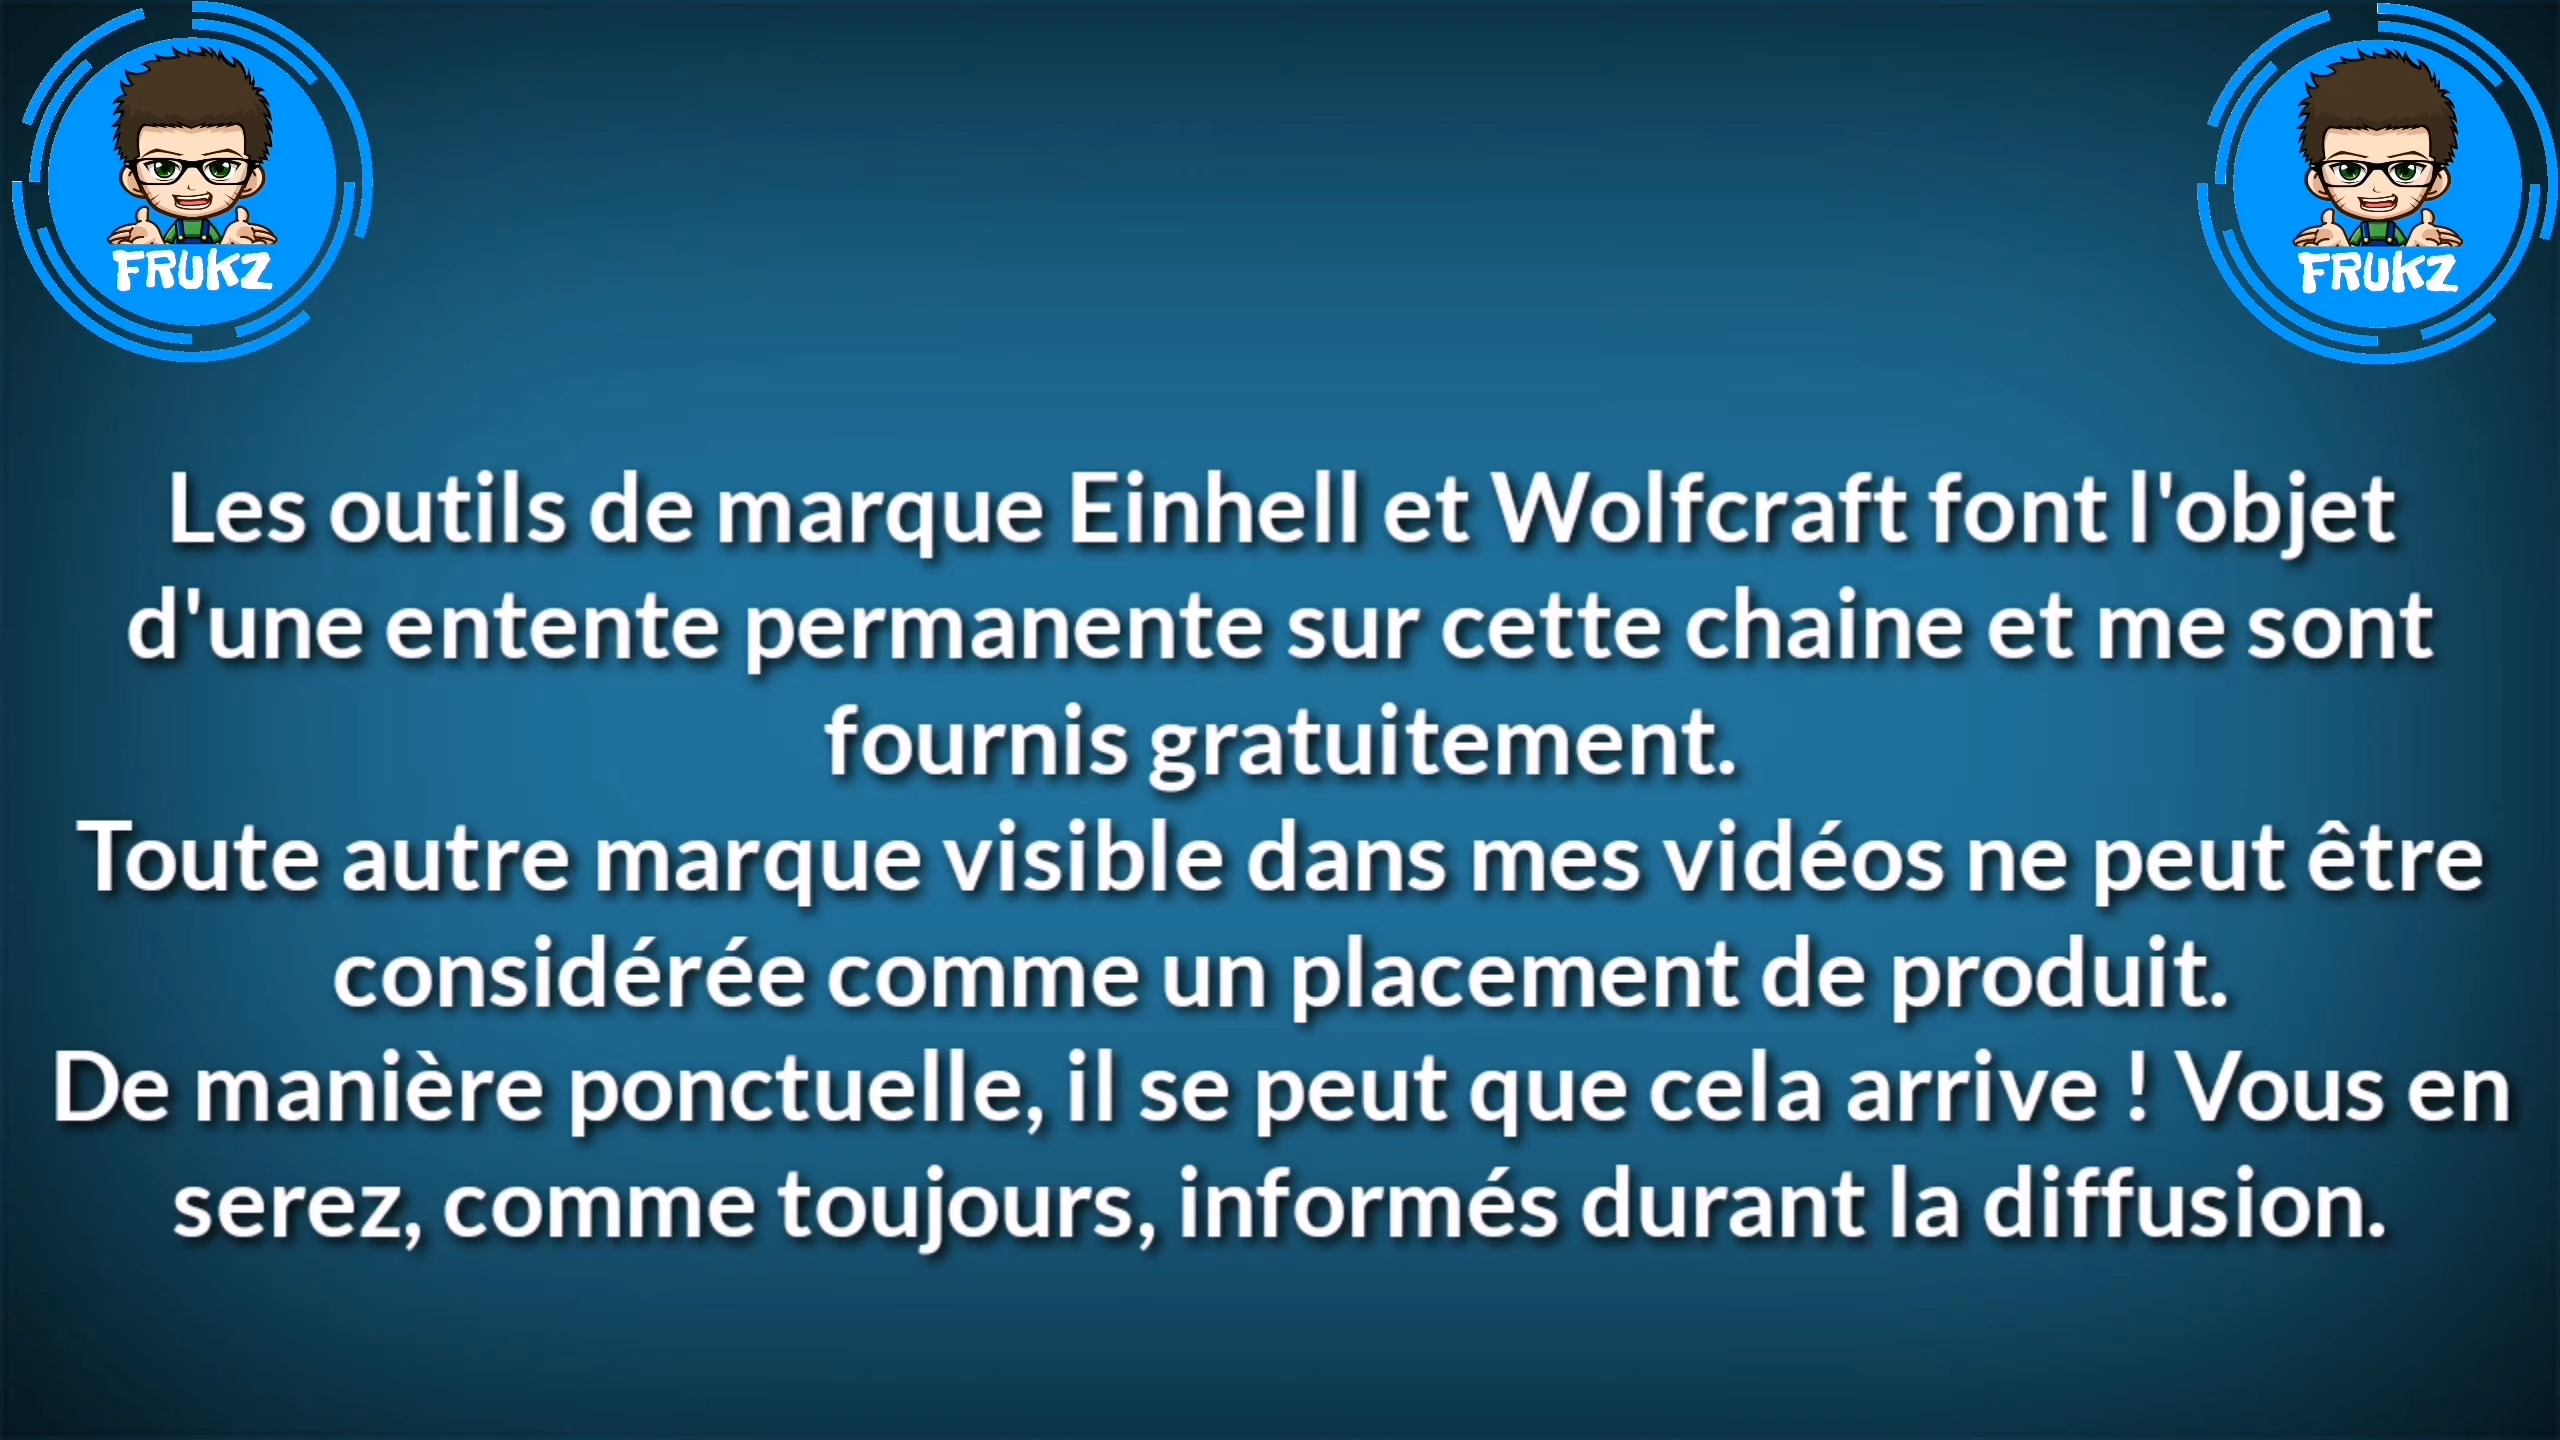 FRUKZ
FRUKZ
Les outils de marque Einhell et Wolfcraft font l'objet
d'une entente permanente sur cette chaine et me sont
fournis gratuitement.
Toute autre marque visible dans mes vidéos ne peut être
considérée comme un placement de produit.
De manière ponctuelle, il se peut que cela arrive ! Vous en
serez, comme toujours, informés durant la diffusion.